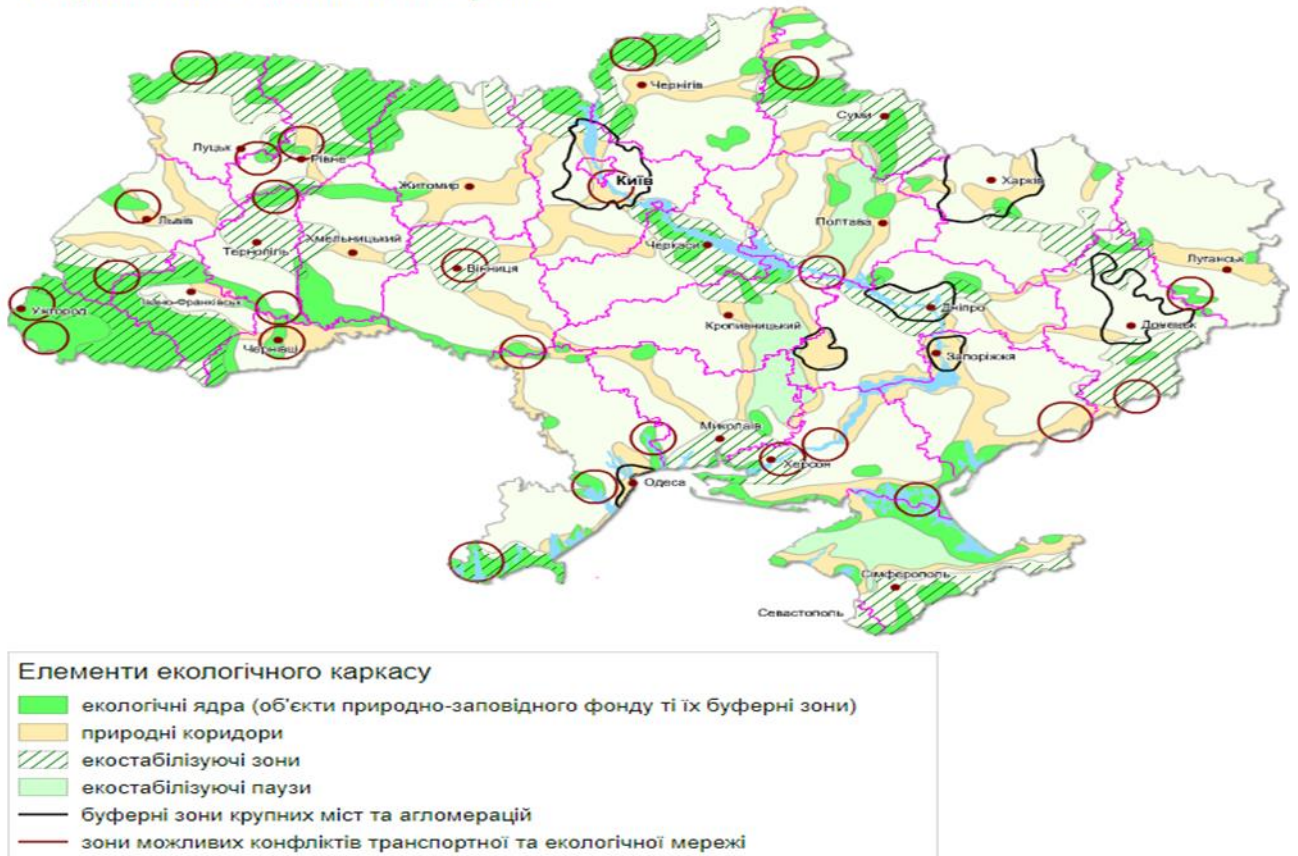 Чернігів
Суми
Луцьк
Рівне
Київ
Житомир
Харків
Львів
Тернопіль
Хмельницький
Черкаси
Полтава
Вінниця
Луганськ
Ужгород
Івано-Франківськ
Дніпро
Кропивницький
Донецьк
Чернівці
Запоріжжя
Миколаїв
Херсон
Одеса
Сімферополь
Севастополь
Елементи екологічного каркасу
екологічні ядра (об'єкти природно-заповідного фонду ті їх буферні зони)
природні коридори
екостабілізуючі зони
екостабілізуючі паузи
буферні зони крупних міст та агломерацій
зони можливих конфліктів транспортної та екологічної мережі